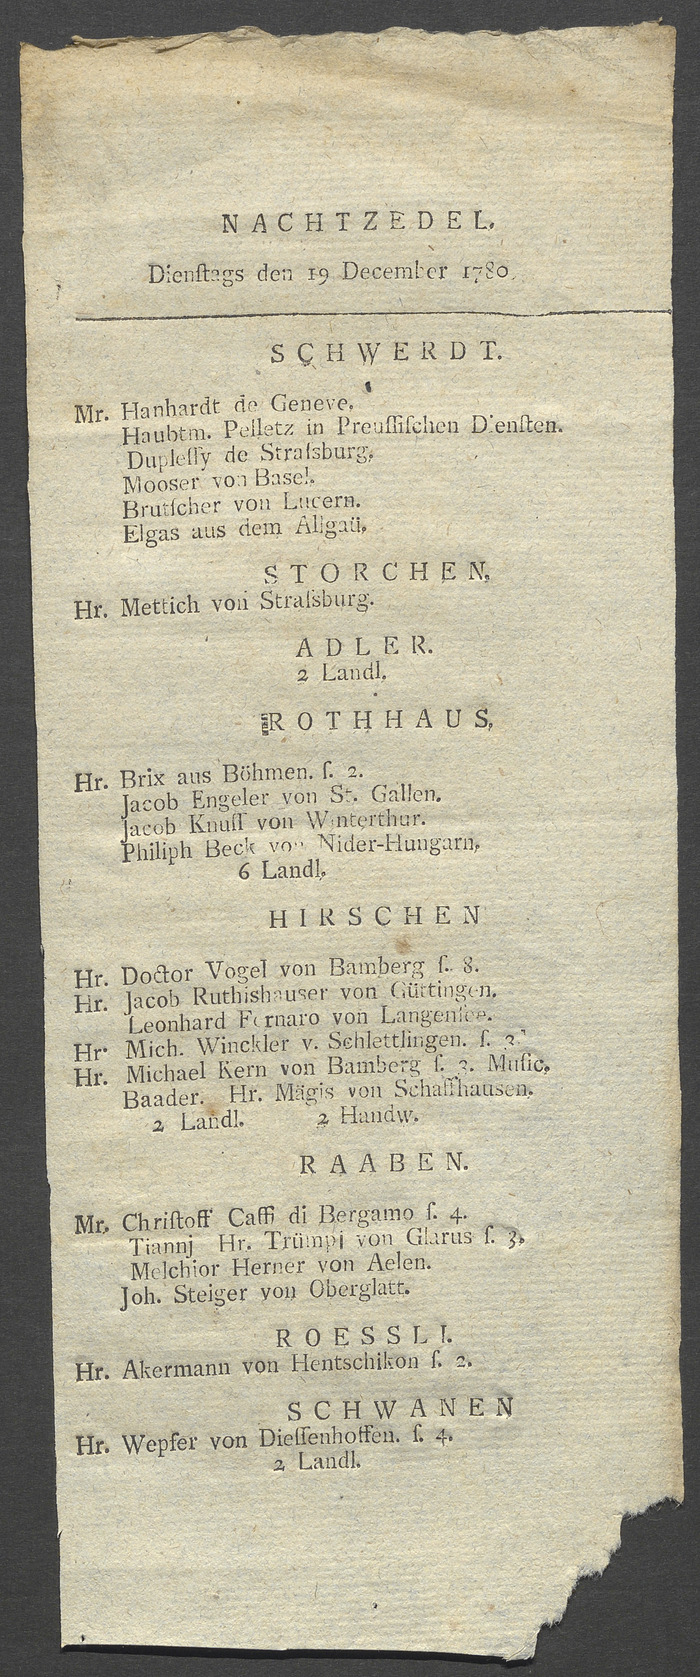 NACHTZEDEL.
Dienſtags den 19 December 1780.
SCHWERDT.
Mr. Hanhardt de Geneve.
Haubtm. Pelletz in Preuſſiſchen Dienſten.
Dupleſſy de Straſsburg.
Mooser von Basel.
Brutſcher von Lucern.
Elgas aus dem Allgaü.
STORCHEN.
Hr. Mettich von Straſsburg.
ADLER.
2 Landl.
ROTHHAUS.
Hr. Brix aus Böhmen. ſ. 2.
Jacob Engeler von St. Gallen.
Jacob Knuſſ von Winterthur.
Philiph Beck von Nider-Hungarn.
6 Landl.
HIRSCHEN
Hr. Doctor Vogel von Bamberg ſ. 8.
Hr. Jacob Ruthishauser von Güttingen.
Leonhard Fornaro von Langenſee.
Hr. Mich. Winckler v. Schlettlingen. ſ. 3.
Hr. Michael Kern von Bamberg ſ. 3. Muſic.
Baader. Hr. Mägis von Schaffhausen.
2 Landl. 2 Handw.
RAABEN.
Mr. Chriſtoff Caffi di Bergamo ſ. 4.
Tiannj Hr. Trümpi von Glarus ſ. 3.
Melchior Herner von Aelen.
Joh. Steiger von Oberglatt.
ROESSLI.
Hr. Akermann von Hentschikon ſ. 2.
SCHWANEN
Hr. Wepfer von Dieſſenhoffen. ſ. 4.
2 Landl.